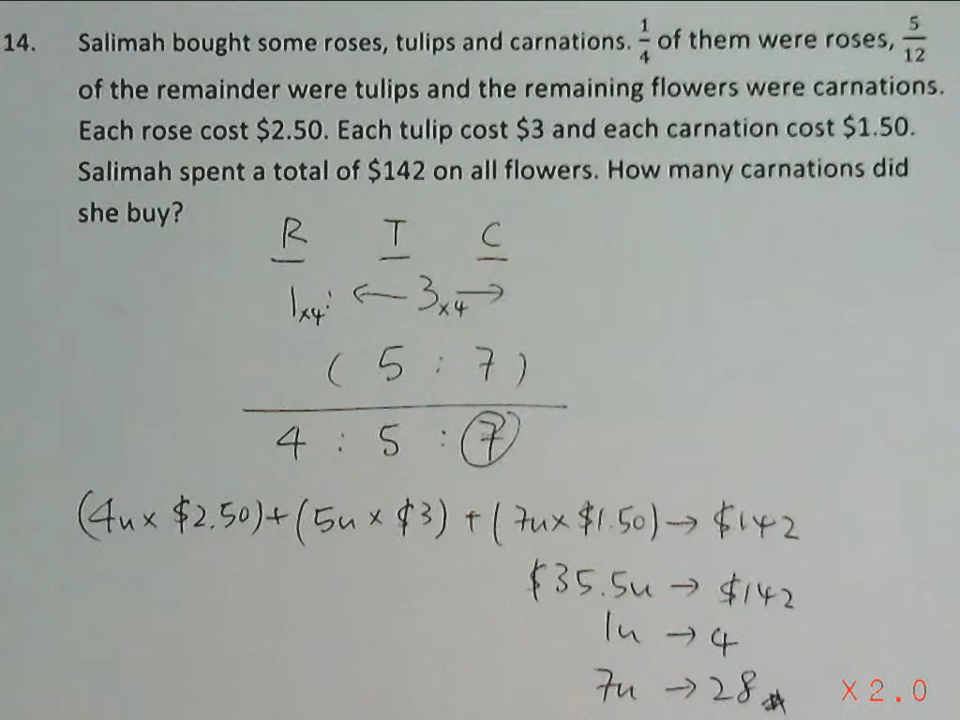 14. Salimah bought some roses, tulips and carnations. 1/4 of them were roses, 5/12
of the remainder were tulips and the remaining flowers were carnations.
Each rose cost $2.50. Each tulip cost $3 and each carnation cost $1.50.
Salimah spent a total of $142 on all flowers. How many carnations did
she buy?
R T C
1x4: ← 3x4 →
( 5 : 7 )
4 : 5 : 7
(4u x $2.50) + (5u x $3) + (7u x $1.50) → $142
$35.5u → $142
1u → 4
7u → 28
X2.0